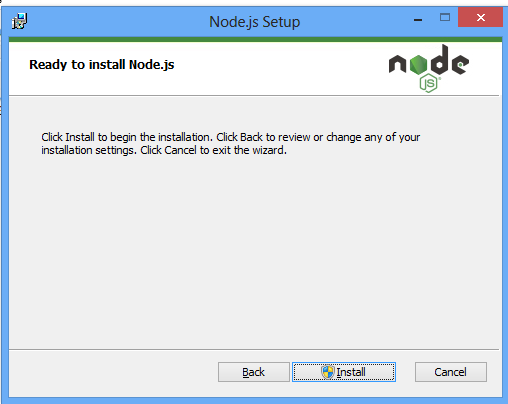 Node.js Setup
Ready to install Node.js
node
JS
Click Install to begin the installation. Click Back to review or change any of your
installation settings. Click Cancel to exit the wizard.
Back
Install
Cancel